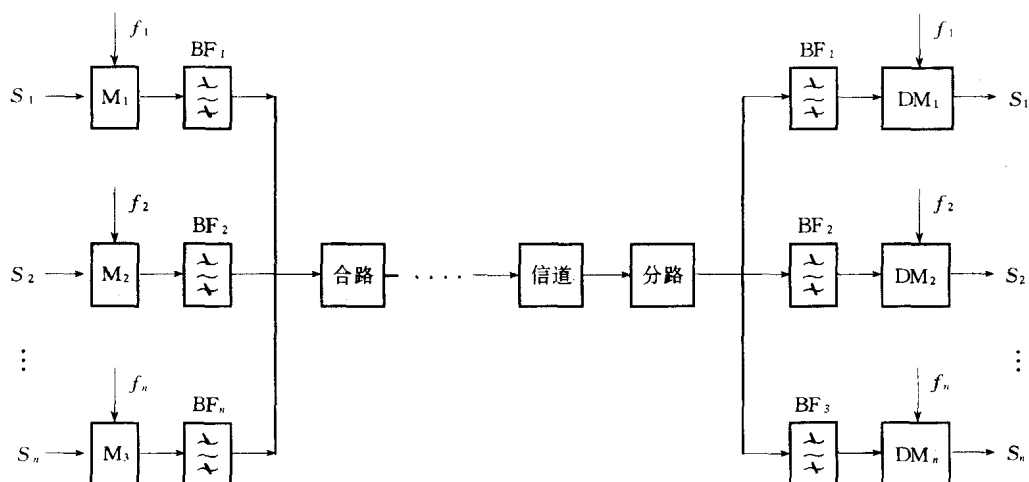 f₁ f₁
BF₁ BF₁
S₁ M₁ DM₁ S₁
f₂ f₂
BF₂ BF₂
S₂ M₂ 合路 ···· 信道 分路 DM₂ S₂
⋮ ⋮
fₙ fₙ
BFₙ BF₃
Sₙ M₃ DMₙ Sₙ